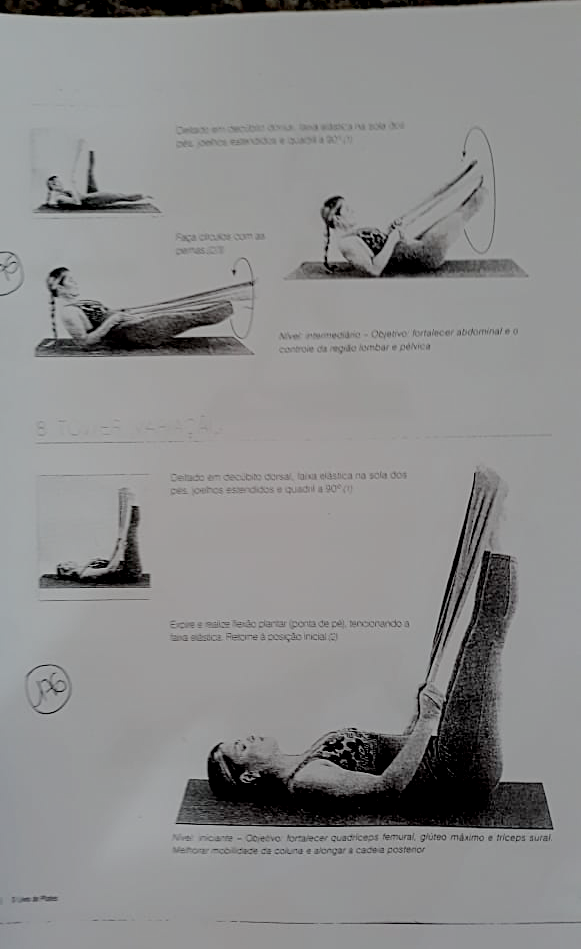 Deitado em decúbito dorsal, faixa elástica na sola dos
pés, joelhos estendidos e quadril a 90º.(1)
Faça círculos com as
pernas.(2/3)
Nível: intermediário – Objetivo: fortalecer abdominal e o
controle da região lombar e pélvica
8 TOWER VARIAÇÃO
Deitado em decúbito dorsal, faixa elástica na sola dos
pés, joelhos estendidos e quadril a 90º.(1)
Expire e realize flexão plantar (ponta de pé), tencionando a
faixa elástica. Retorne à posição inicial.(2)
Nível: iniciante – Objetivo: fortalecer quadríceps femural, glúteo máximo e tríceps sural.
Melhorar mobilidade da coluna e alongar a cadeia posterior
O Livro de Pilates